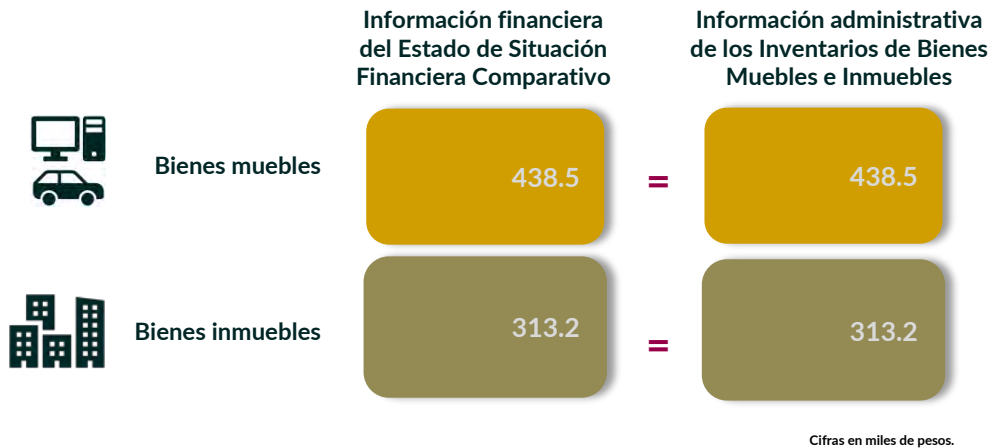 Información financiera
del Estado de Situación
Financiera Comparativo
Información administrativa
de los Inventarios de Bienes
Muebles e Inmuebles
Bienes muebles
438.5
=
438.5
Bienes inmuebles
313.2
=
313.2
Cifras en miles de pesos.